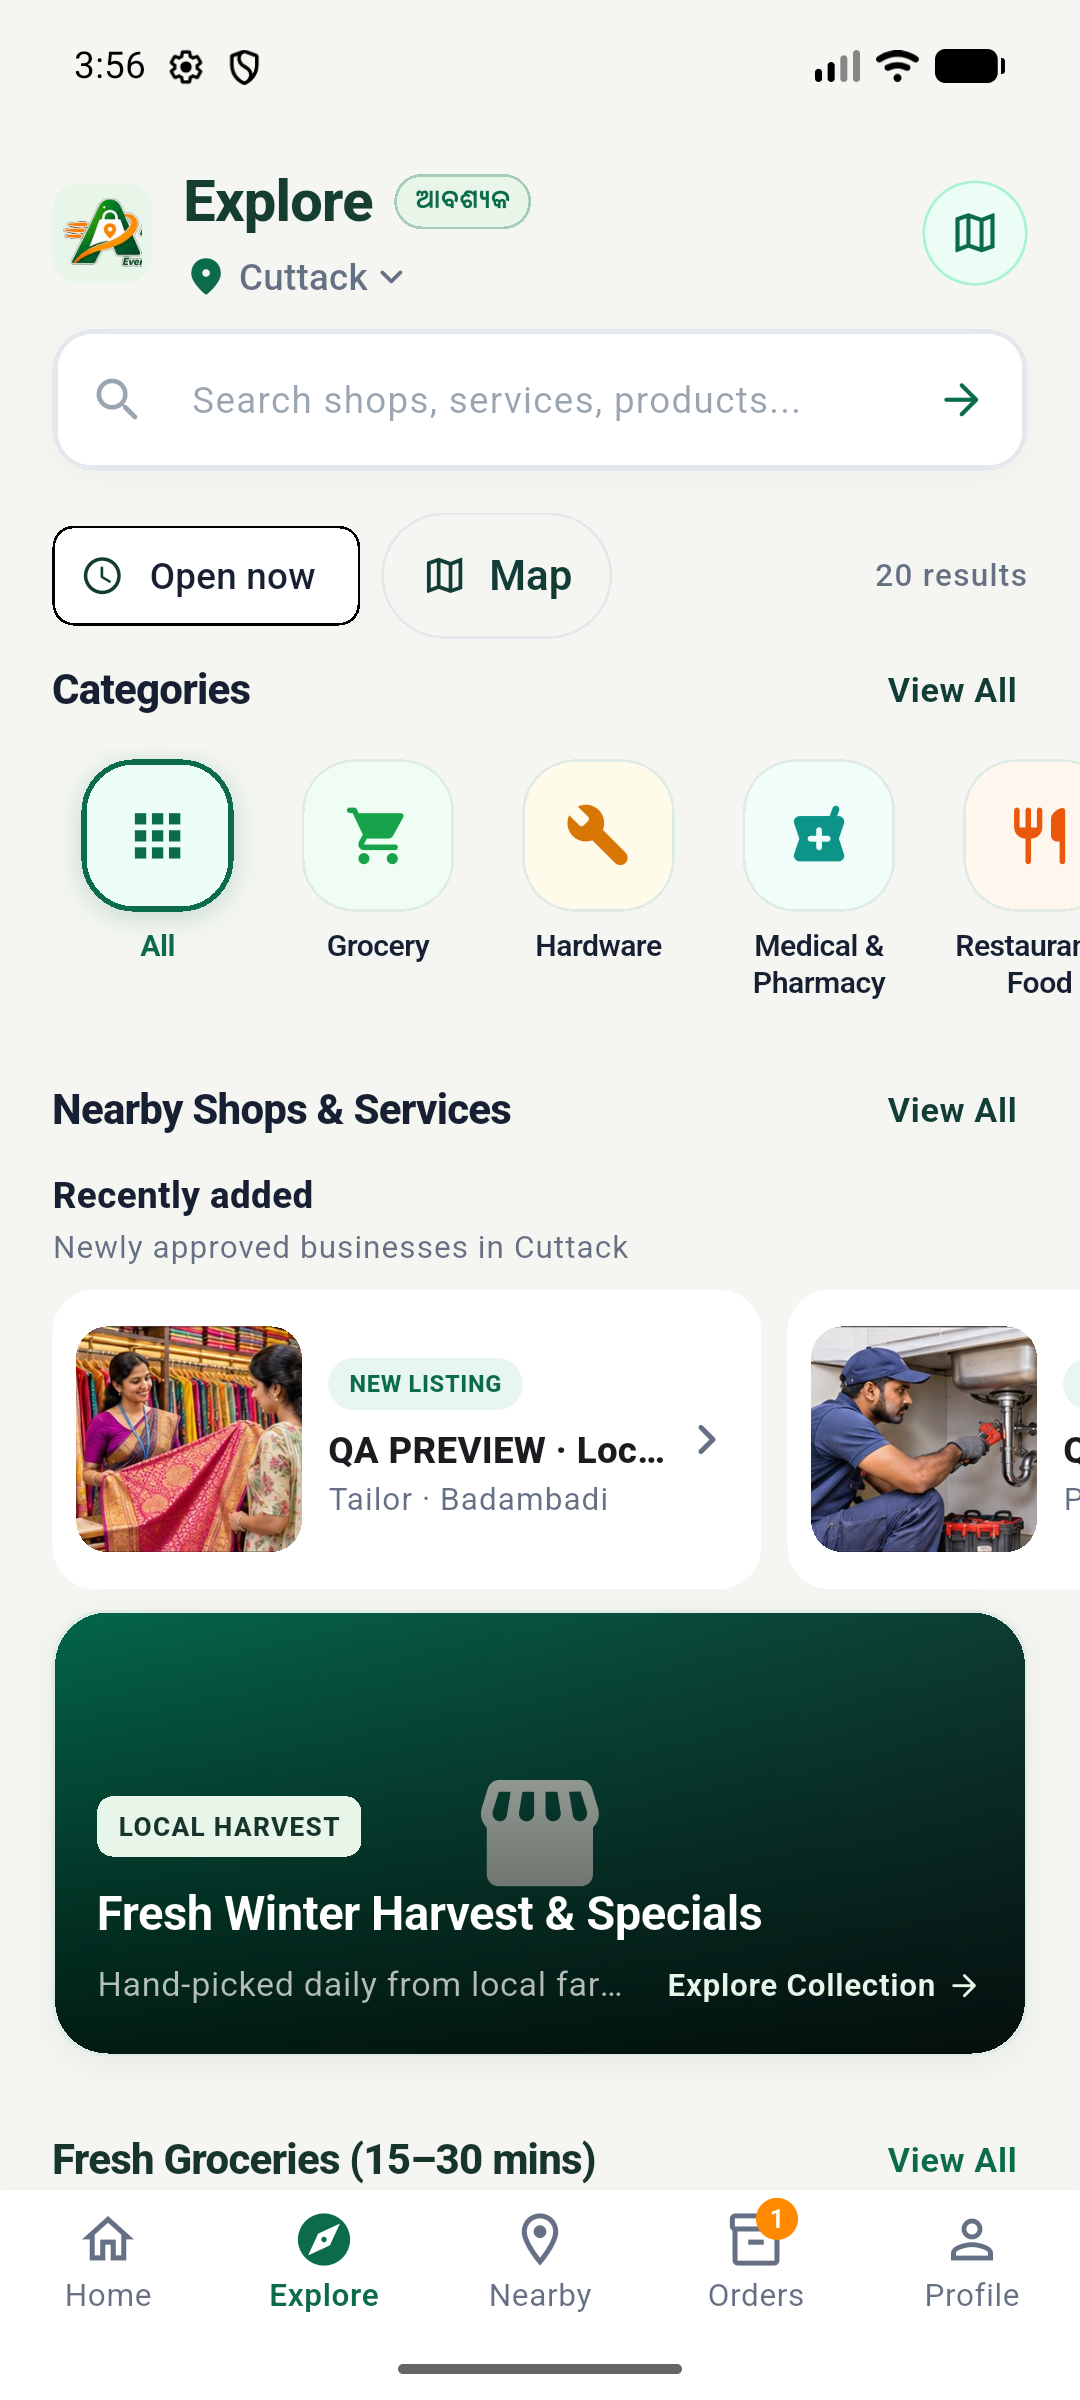 3:56
Explore ଆବଶ୍ୟକ
Cuttack
Search shops, services, products...
Open now
Map
20 results
Categories
View All
All
Grocery
Hardware
Medical &
Pharmacy
Food
Nearby Shops & Services
View All
Recently added
Newly approved businesses in Cuttack
NEW LISTING
QA PREVIEW · Loc...
Tailor · Badambadi
LOCAL HARVEST
Fresh Winter Harvest & Specials
Hand-picked daily from local far...
Explore Collection
Fresh Groceries (15–30 mins)
View All
1
Home
Explore
Nearby
Orders
Profile